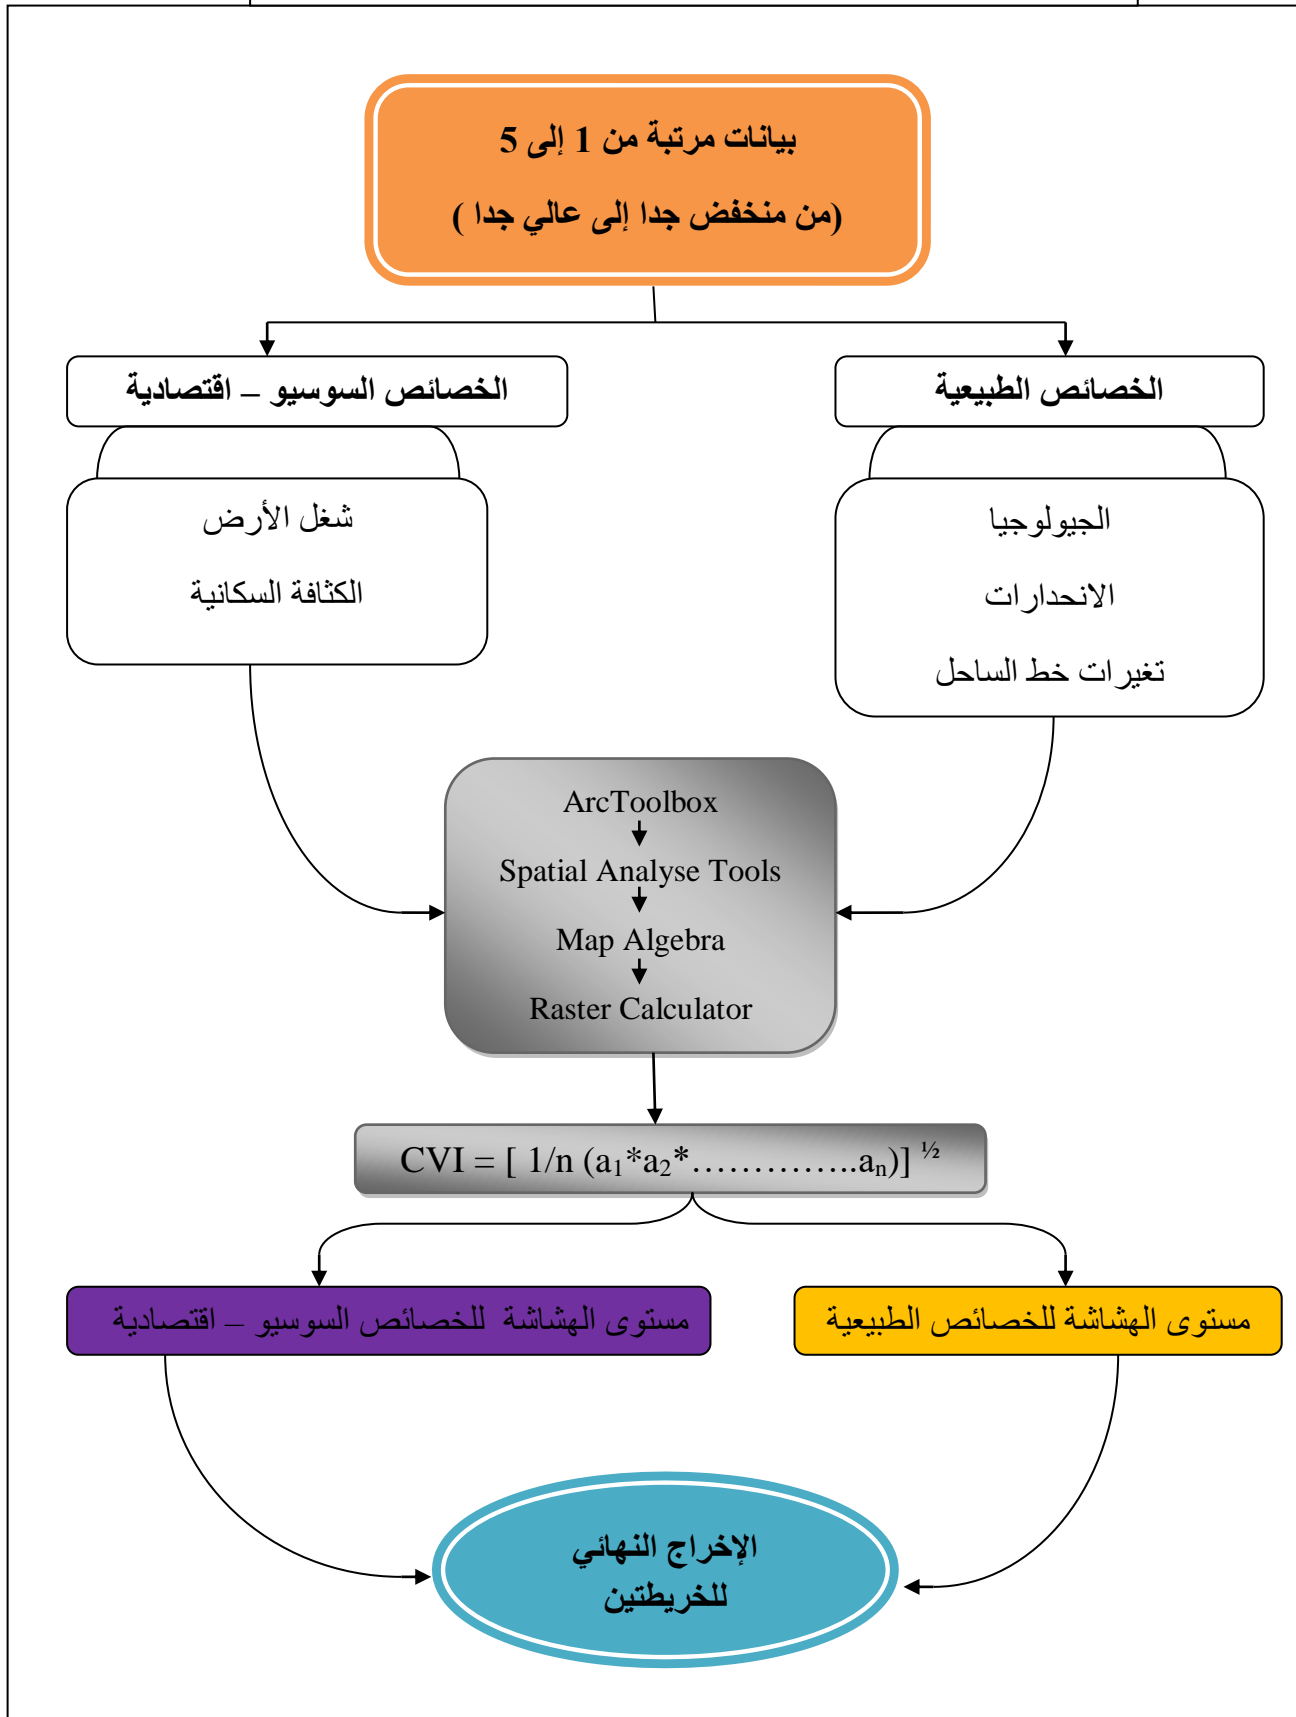 بيانات مرتبة من 1 إلى 5
(من منخفض جدا إلى عالي جدا )
الخصائص الطبيعية
الخصائص السوسيو – اقتصادية
الجيولوجيا
الانحدارات
تغيرات خط الساحل
شغل الأرض
الكثافة السكانية
ArcToolbox
Spatial Analyse Tools
Map Algebra
Raster Calculator
CVI = [ 1/n (a₁*a₂*…………..aₙ)] ^½
مستوى الهشاشة للخصائص الطبيعية
مستوى الهشاشة للخصائص السوسيو – اقتصادية
الإخراج النهائي
للخريطتين